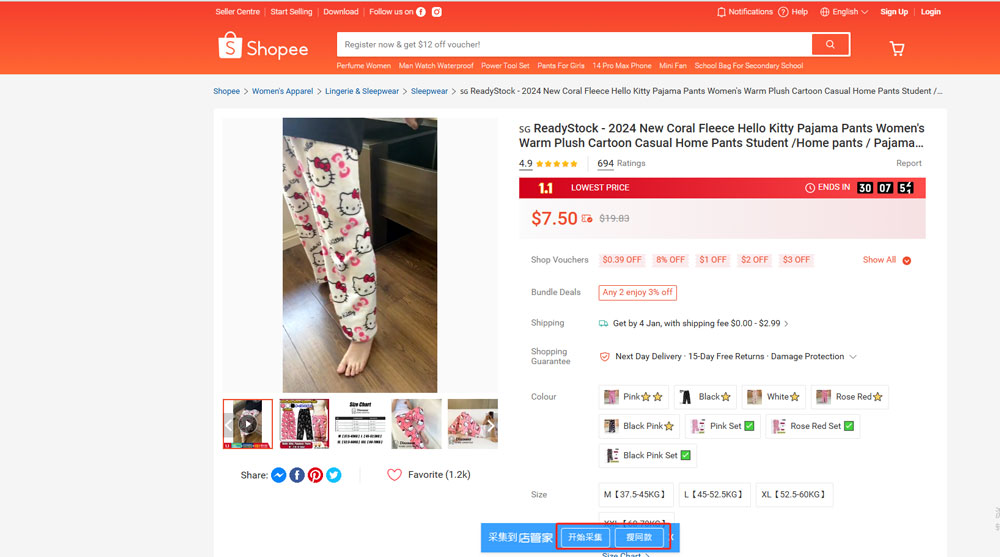 Seller Centre Start Selling Download Follow us on
Notifications Help English Sign Up Login
Shopee
Register now & get $12 off voucher!
Perfume Women Man Watch Waterproof Power Tool Set Pants For Girls 14 Pro Max Phone Mini Fan School Bag For Secondary School
Shopee > Women's Apparel > Lingerie & Sleepwear > Sleepwear > SG ReadyStock - 2024 New Coral Fleece Hello Kitty Pajama Pants Women's Warm Plush Cartoon Casual Home Pants Student /...
SG ReadyStock - 2024 New Coral Fleece Hello Kitty Pajama Pants Women's
Warm Plush Cartoon Casual Home Pants Student /Home pants / Pajama...
4.9 694 Ratings Report
1.1 LOWEST PRICE ENDS IN 30 07
$7.50 $19.83
Shop Vouchers $0.39 OFF 8% OFF $1 OFF $2 OFF $3 OFF Show All
Bundle Deals Any 2 enjoy 3% off
Shipping Get by 4 Jan, with shipping fee $0.00 - $2.99
Shopping
Guarantee
Next Day Delivery · 15-Day Free Returns · Damage Protection
Colour Pink Black White Rose Red
Black Pink Pink Set Rose Red Set
Black Pink Set
Size Chart
Share: Favorite (1.2k)
Size M【37.5-45KG】 L【45-52.5KG】 XL【52.5-60KG】
采集到店管家 开始采集 搜同款 X
Size Chart